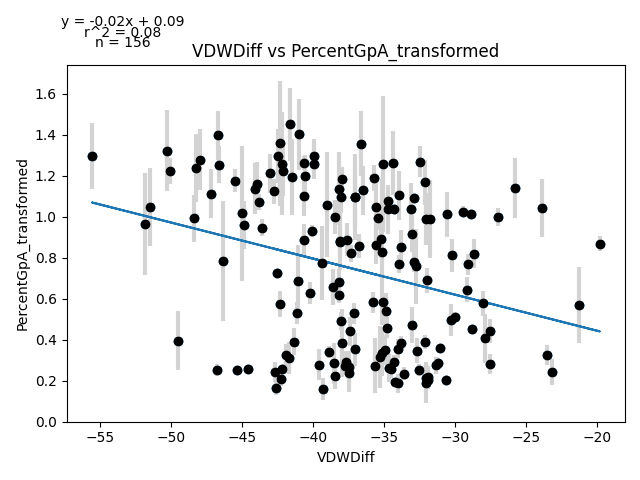 y = -0.02x + 0.09
r^2 = 0.08
n = 156
VDWDiff vs PercentGpA_transformed
1.6
1.4
1.2
1.0
0.8
0.6
0.4
0.2
0.0
PercentGpA_transformed
−55 −50 −45 −40 −35 −30 −25 −20
VDWDiff